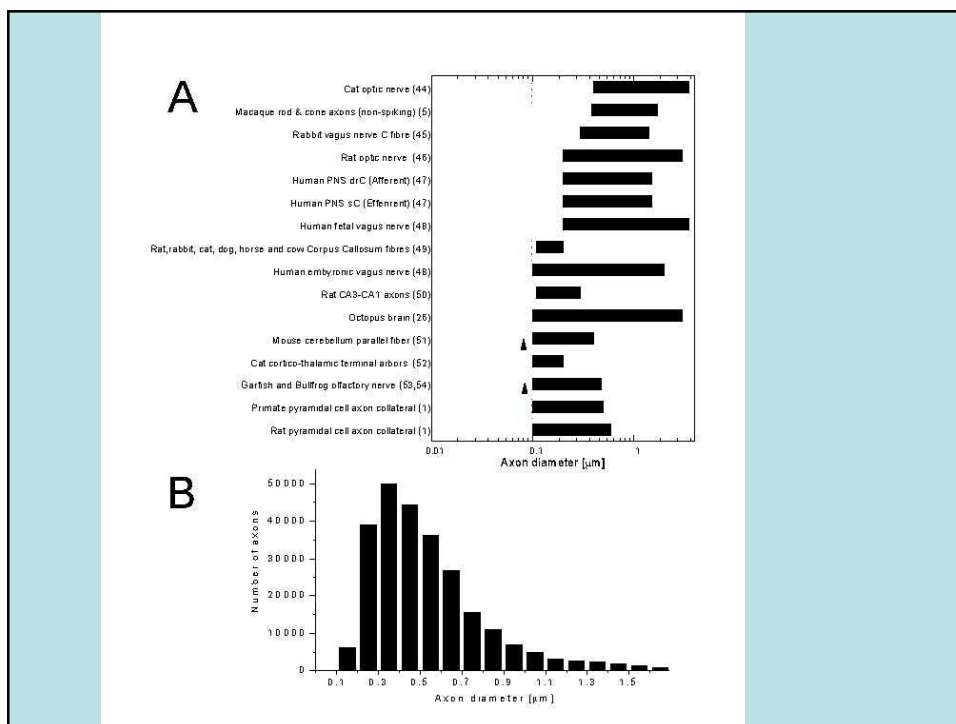 A
Cat optic nerve (44)
Macaque rod & cone axons (non-spiking) (5)
Rabbit vagus nerve C fibre (45)
Rat optic nerve (46)
Human PNS drC (Afferent) (47)
Human PNS sC (Effenrent) (47)
Human fetal vagus nerve (48)
Rat,rabbit, cat, dog, horse and cow Corpus Callosum fibres (49)
Human embyronic vagus nerve (48)
Rat CA3-CA1 axons (50)
Octopus brain (26)
Mouse cerebellum parallel fiber (51)
Cat cortico-thalamic terminal arbors (52)
Garfish and Bullfrog olfactory nerve (53,54)
Primate pyramidal cell axon collateral (1)
Rat pyramidal cell axon collateral (1)
0.01 0.1 1
Axon diameter [µm]
B
50000
40000
30000
20000
10000
0
Number of axons
0.1 0.3 0.5 0.7 0.9 1.1 1.3 1.5
Axon diameter [µm]